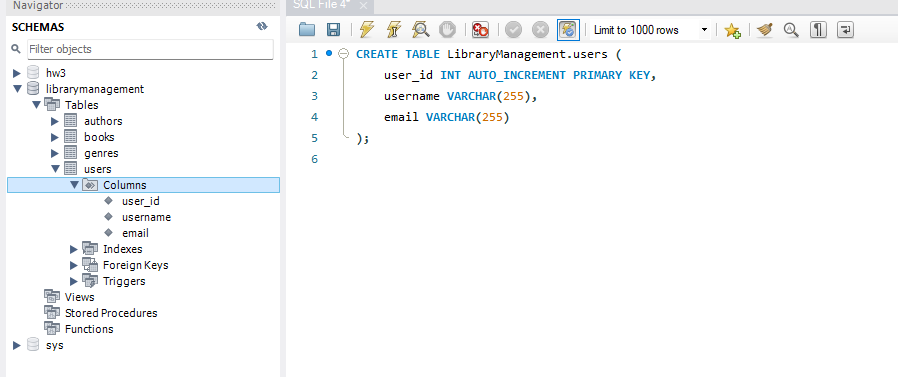 Navigator
SCHEMAS
Filter objects
hw3
librarymanagement
Tables
authors
books
genres
users
Columns
user_id
username
email
Indexes
Foreign Keys
Triggers
Views
Stored Procedures
Functions
sys
SQL File 4*
Limit to 1000 rows
1 CREATE TABLE LibraryManagement.users (
2 user_id INT AUTO_INCREMENT PRIMARY KEY,
3 username VARCHAR(255),
4 email VARCHAR(255)
5 );
6